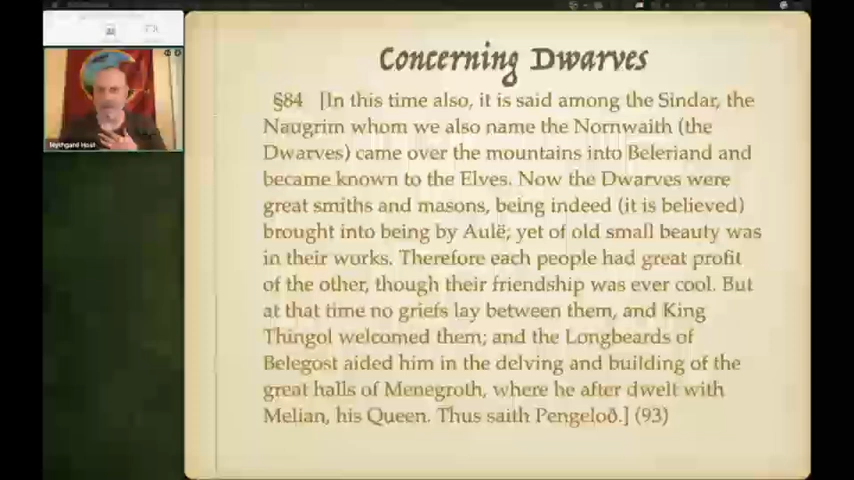 Concerning Dwarves
§84 [In this time also, it is said among the Sindar, the
Naugrim whom we also name the Nornwaith (the
Dwarves) came over the mountains into Beleriand and
became known to the Elves. Now the Dwarves were
great smiths and masons, being indeed (it is believed)
brought into being by Aulë; yet of old small beauty was
in their works. Therefore each people had great profit
of the other, though their friendship was ever cool. But
at that time no griefs lay between them, and King
Thingol welcomed them; and the Longbeards of
Belegost aided him in the delving and building of the
great halls of Menegroth, where he after dwelt with
Melian, his Queen. Thus saith Pengeloð.] (93)
Mythgard Host